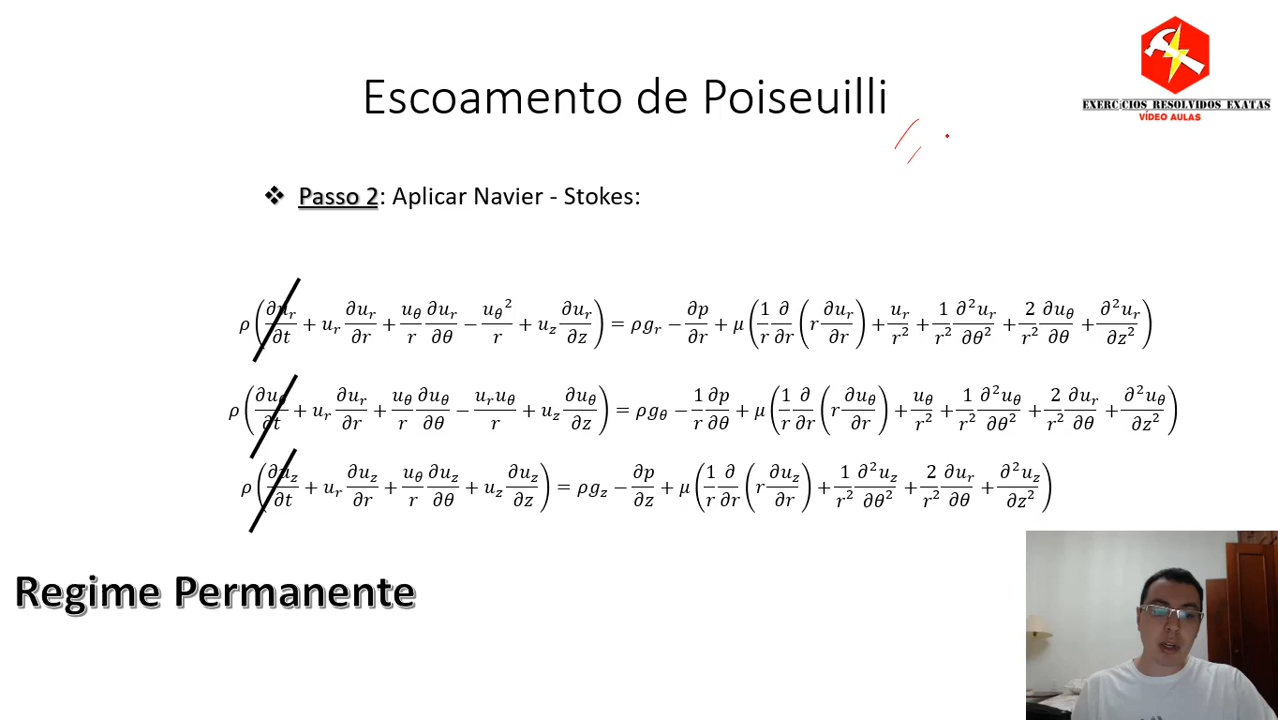 Escoamento de Poiseuilli
EXERCÍCIOS RESOLVIDOS EXATAS
VÍDEO AULAS
❖ Passo 2: Aplicar Navier - Stokes:
ρ(∂u_r/∂t + u_r ∂u_r/∂r + u_θ/r ∂u_r/∂θ − u_θ²/r + u_z ∂u_r/∂z) = ρg_r − ∂p/∂r + μ(1/r ∂/∂r (r ∂u_r/∂r) + u_r/r² + 1/r² ∂²u_r/∂θ² + 2/r² ∂u_θ/∂θ + ∂²u_r/∂z²)
ρ(∂u_θ/∂t + u_r ∂u_r/∂r + u_θ/r ∂u_θ/∂θ − u_r u_θ/r + u_z ∂u_θ/∂z) = ρg_θ − 1/r ∂p/∂θ + μ(1/r ∂/∂r (r ∂u_θ/∂r) + u_θ/r² + 1/r² ∂²u_θ/∂θ² + 2/r² ∂u_r/∂θ + ∂²u_θ/∂z²)
ρ(∂u_z/∂t + u_r ∂u_z/∂r + u_θ/r ∂u_z/∂θ + u_z ∂u_z/∂z) = ρg_z − ∂p/∂z + μ(1/r ∂/∂r (r ∂u_z/∂r) + 1/r² ∂²u_z/∂θ² + 2/r² ∂u_r/∂θ + ∂²u_z/∂z²)
Regime Permanente